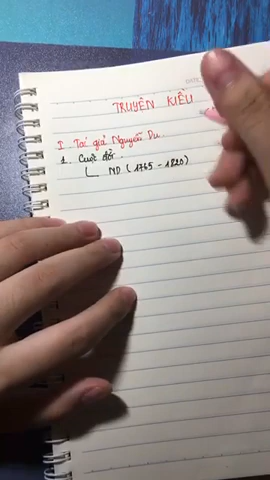 TRUYỆN KIỀU
I. Tác giả Nguyễn Du.
1. Cuộc đời.
ND (1765 - 1820)